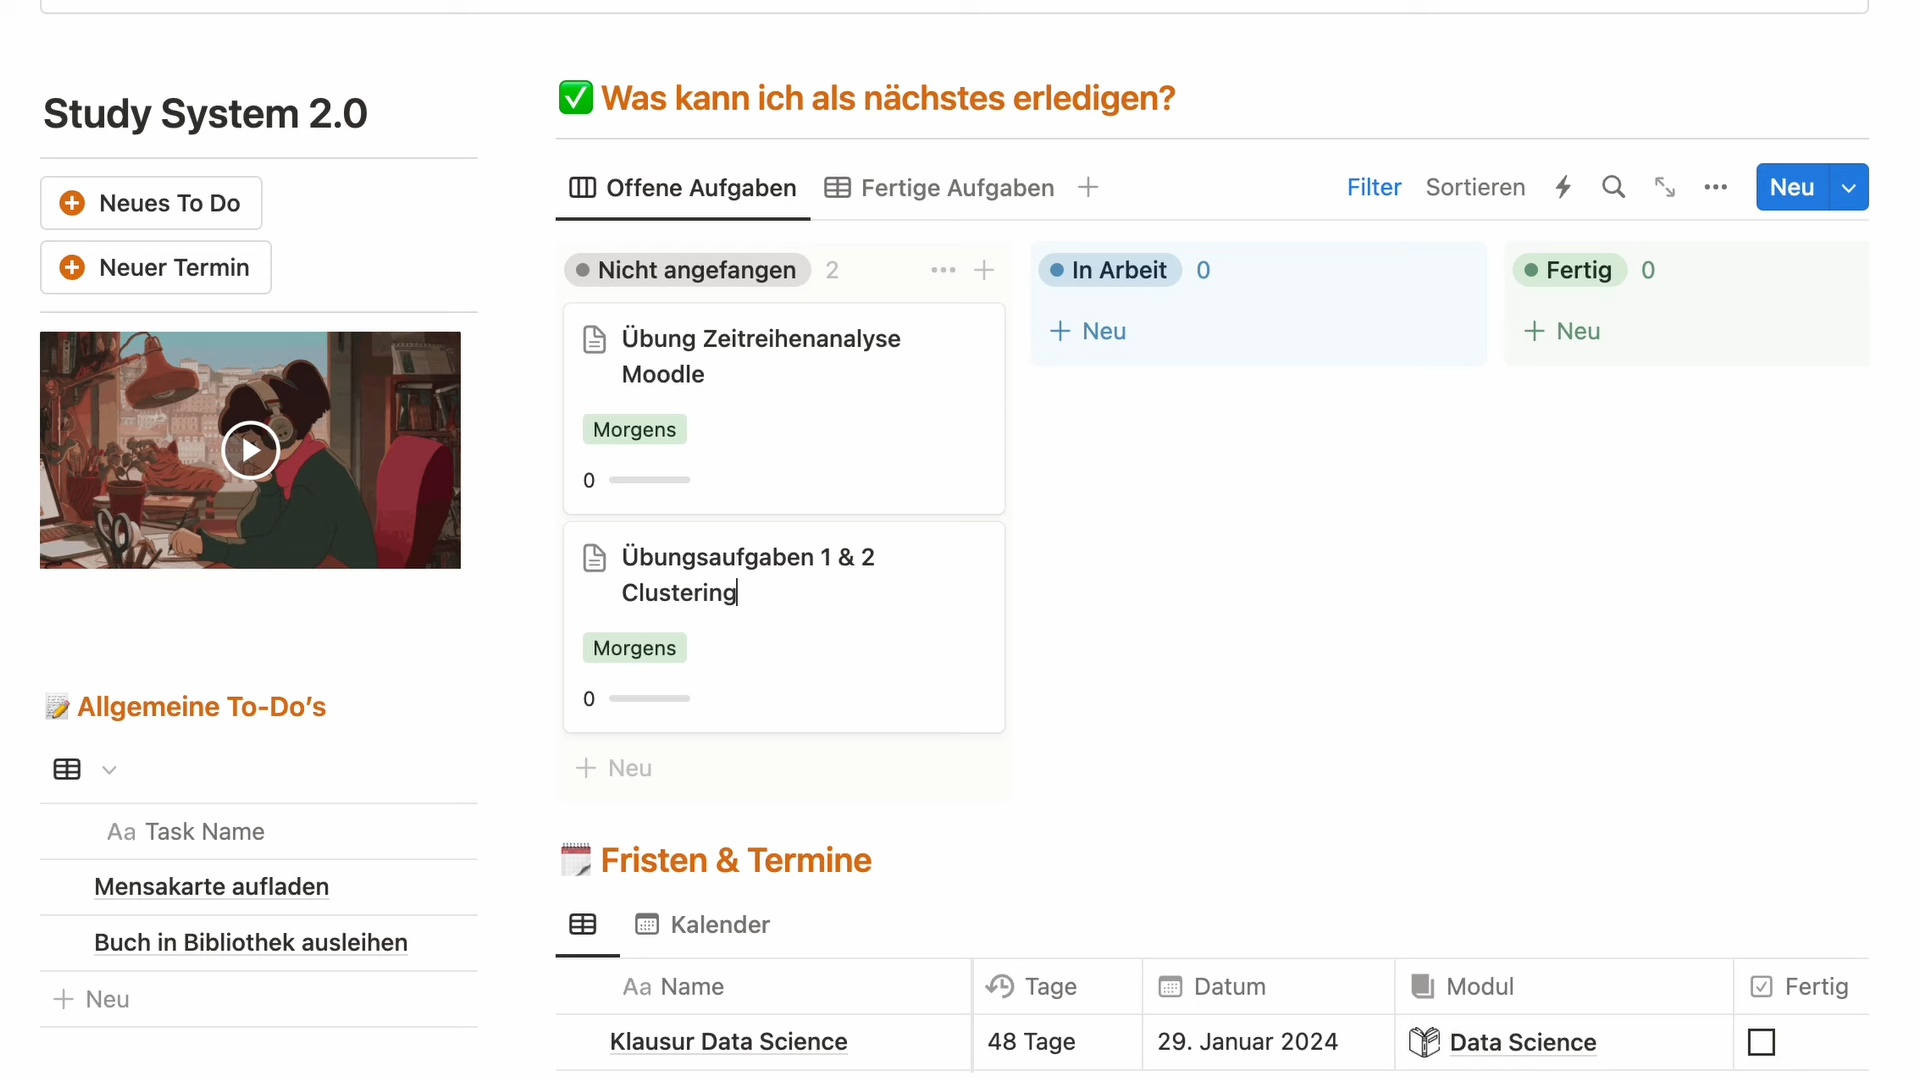 Study System 2.0
Neues To Do
Neuer Termin
Allgemeine To-Do’s
Aa Task Name
Mensakarte aufladen
Buch in Bibliothek ausleihen
+ Neu
Was kann ich als nächstes erledigen?
Offene Aufgaben Fertige Aufgaben + Filter Sortieren Neu
Nicht angefangen 2
Übung Zeitreihenanalyse
Moodle
Morgens
0
Übungsaufgaben 1 & 2
Clustering
Morgens
0
+ Neu
In Arbeit 0
+ Neu
Fertig 0
+ Neu
Fristen & Termine
Kalender
Aa Name Tage Datum Modul Fertig
Klausur Data Science 48 Tage 29. Januar 2024 Data Science